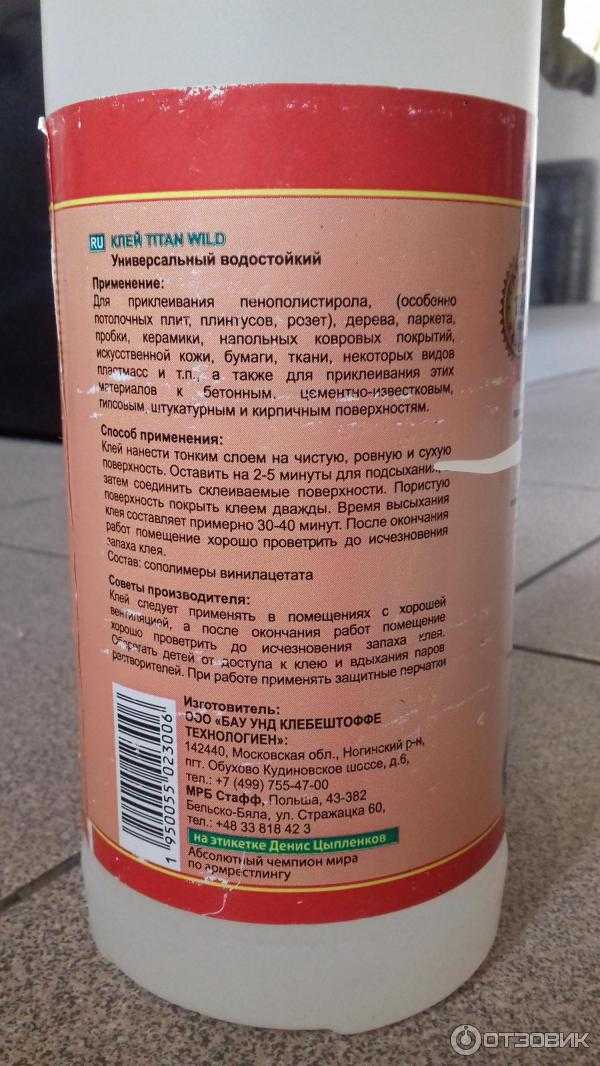 RU КЛЕЙ TITAN WILD
Универсальный водостойкий
Применение:
Для приклеивания пенополистирола, (особенно
потолочных плит, плинтусов, розет), дерева, паркета,
пробки, керамики, напольных ковровых покрытий,
искусственной кожи, бумаги, ткани, некоторых видов
пластмасс и т.п., а также для приклеивания этих
материалов к бетонным, цементно-известковым,
гипсовым, штукатурным и кирпичным поверхностям.
Способ применения:
Клей нанести тонким слоем на чистую, ровную и сухую
поверхность. Оставить на 2-5 минуты для подсыхания,
затем соединить склеиваемые поверхности. Пористую
поверхность покрыть клеем дважды. Время высыхания
клея составляет примерно 30-40 минут. После окончания
работ помещение хорошо проветрить до исчезновения
запаха клея.
Состав: сополимеры винилацетата
Советы производителя:
Клей следует применять в помещениях с хорошей
вентиляцией, а после окончания работ помещение
хорошо проветрить до исчезновения запаха клея.
Оберегать детей от доступа к клею и вдыхания паров
растворителей. При работе применять защитные перчатки
Изготовитель:
ООО «БАУ УНД КЛЕБЕШТОФФЕ
ТЕХНОЛОГИЕН»:
142440, Московская обл., Ногинский р-н,
пгт. Обухово Кудиновское шоссе, д.6,
тел.: +7 (499) 755-47-00
МРБ Стафф, Польша, 43-382
Бельско-Бяла, ул. Стражацка 60,
тел.: +48 33 818 42 3
на этикетке Денис Цыпленков
Абсолютный чемпион мира
по армрестлингу
1 950055 023006
ОТЗОВИК